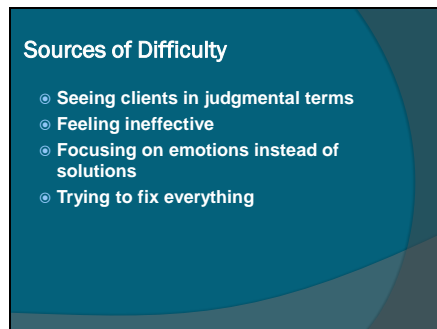 Sources of Difficulty
Seeing clients in judgmental terms
Feeling ineffective
Focusing on emotions instead of
solutions
Trying to fix everything